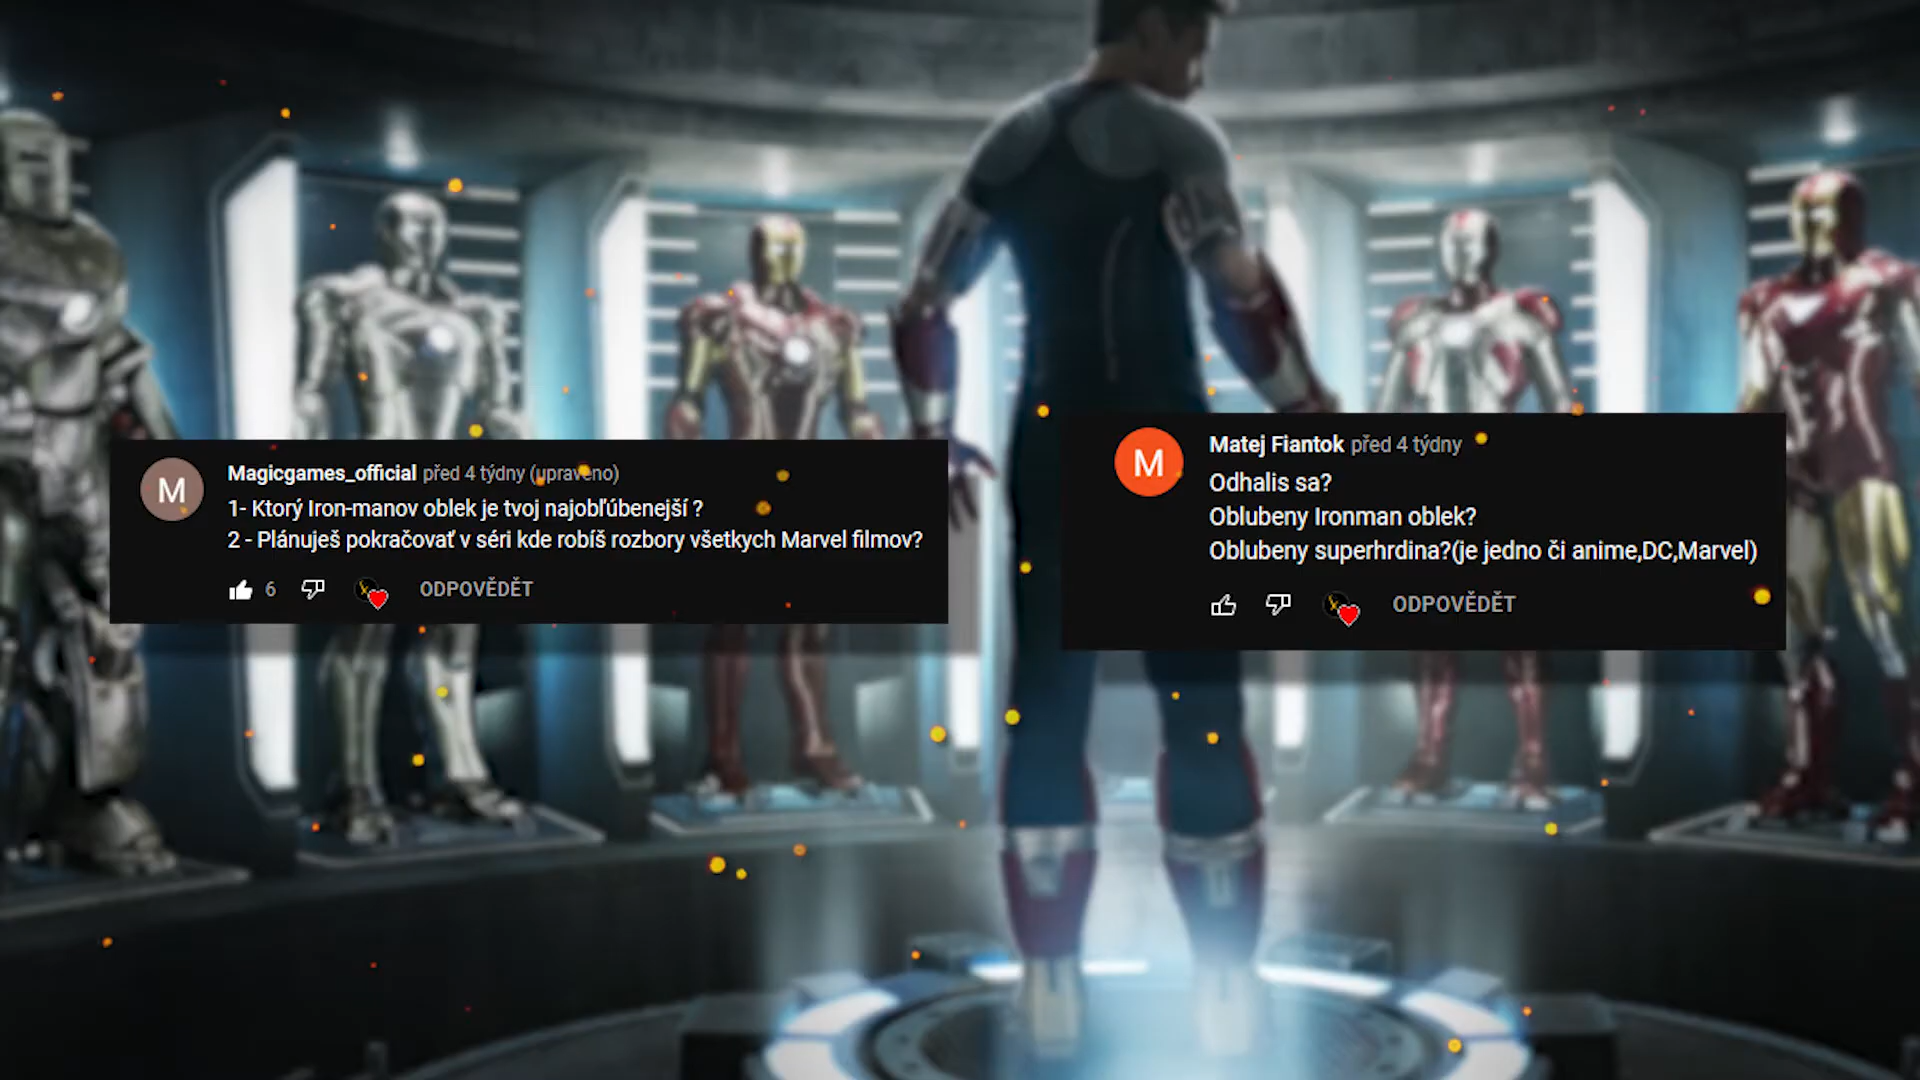 M
Magicgames_official před 4 týdny (upraveno)
1- Ktorý Iron-manov oblek je tvoj najobľúbenejší ?
2 - Plánuješ pokračovať v séri kde robíš rozbory všetkych Marvel filmov?
6 ODPOVĚDĚT
M
Matej Fiantok před 4 týdny
Odhalis sa?
Oblubeny Ironman oblek?
Oblubeny superhrdina?(je jedno či anime,DC,Marvel)
ODPOVĚDĚT